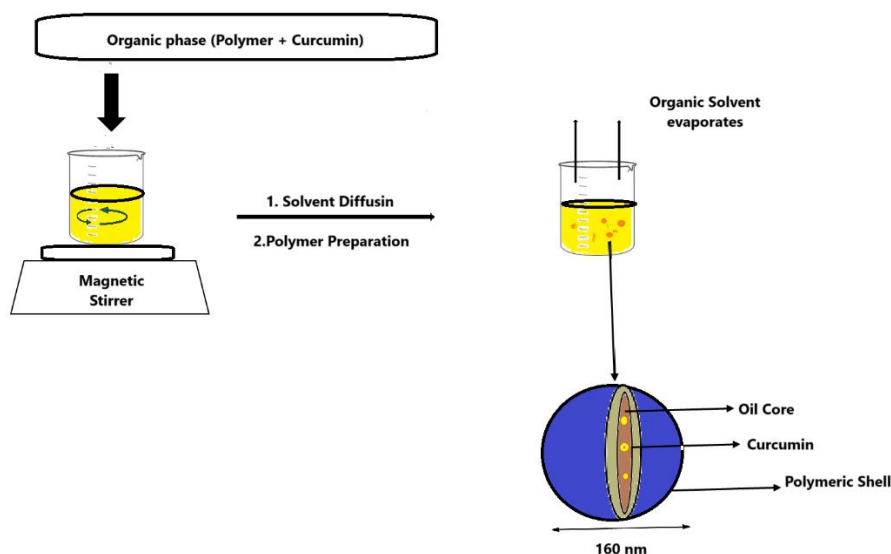 Organic phase (Polymer + Curcumin)
Organic Solvent
evaporates
1. Solvent Diffusin
2.Polymer Preparation
Magnetic
Stirrer
Oil Core
Curcumin
Polymeric Shell
160 nm